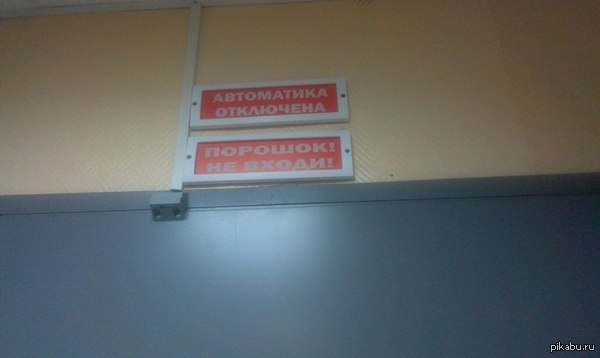 АВТОМАТИКА
ОТКЛЮЧЕНА
ПОРОШОК!
НЕ ВХОДИ!
pikabu.ru